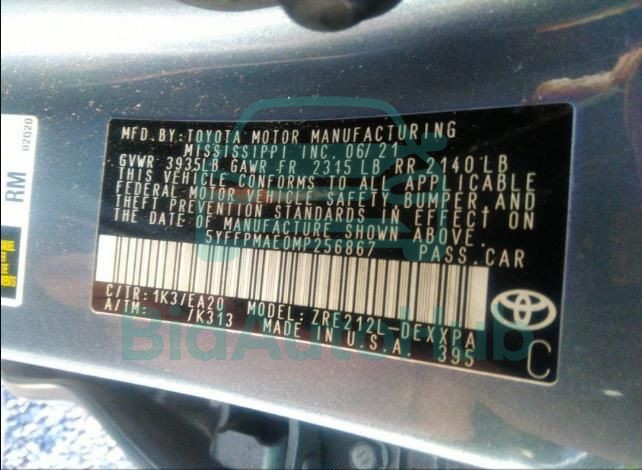 MFD. BY: TOYOTA MOTOR MANUFACTURING
MISSISSIPPI INC. 06/21
GVWR 3935LB GAWR FR 2315 LB RR 2140 LB
THIS VEHICLE CONFORMS TO ALL APPLICABLE
FEDERAL MOTOR VEHICLE SAFETY BUMPER AND
THEFT PREVENTION STANDARDS IN EFFECT ON
THE DATE OF MANUFACTURE SHOWN ABOVE.
5YFFPMAE0MP256867 PASS.CAR
C/TR: 1K3/EA20 MODEL: ZRE212L-DEXXPA
A/TM: /K313 MADE IN U.S.A. 395
C
RM
02020
BidAutoHub